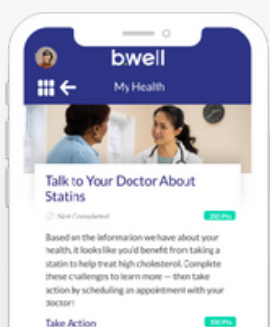 b.well
My Health
Talk to Your Doctor About
Statins
Not Completed
200 Pts
Based on the information we have about your
health, it looks like you'd benefit from taking a
statin to help treat high cholesterol. Complete
these challenges to learn more — then take
action by scheduling an appointment with your
doctor!
Take Action
100 Pts